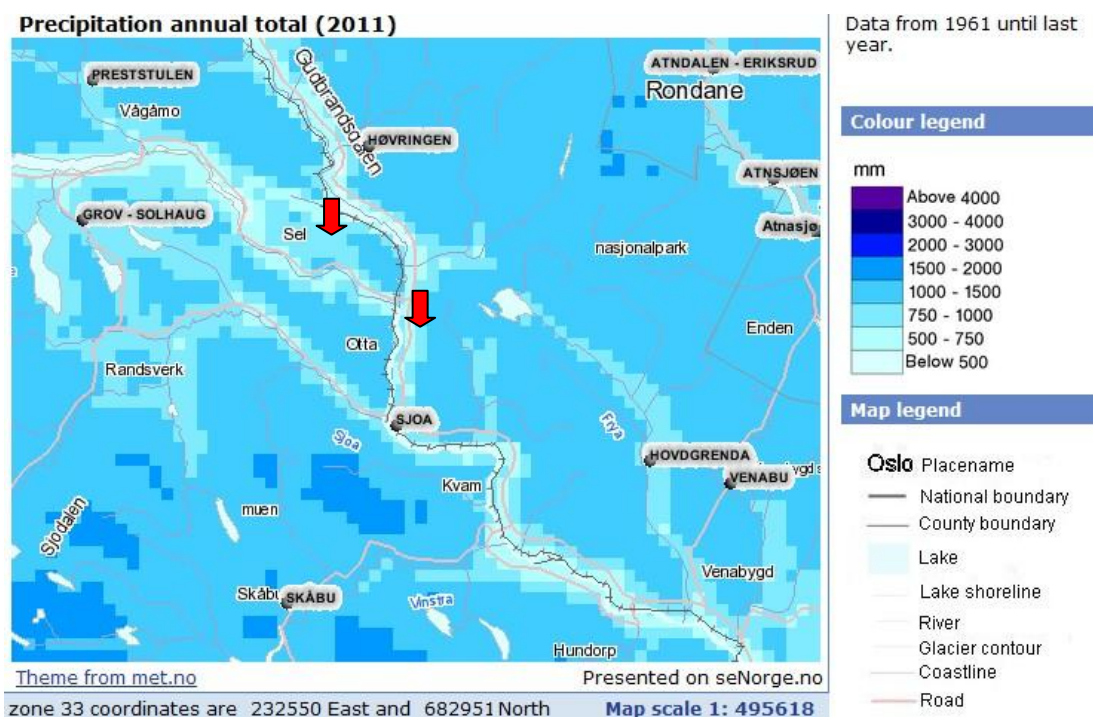 Precipitation annual total (2011)
PRESTSTULEN
Vågåmo
Gudbrandsdalen
HØVRINGEN
ATNDALEN - ERIKSRUD
Rondane
ATNSJØEN
Atnasjø
GROV - SOLHAUG
Sel
nasjonalpark
Enden
Otta
Randsverk
SJOA
Sjoa
Frya
HOVDGRENDA
VENABU
Kvam
muen
Sjodalen
Venabygd
SKÅBU
Vinstra
Hundorp
Theme from met.no
Presented on seNorge.no
zone 33 coordinates are 232550 East and 682951 North
Map scale 1: 495618
Data from 1961 until last
year.
Colour legend
mm
Above 4000
3000 - 4000
2000 - 3000
1500 - 2000
1000 - 1500
750 - 1000
500 - 750
Below 500
Map legend
Oslo Placename
National boundary
County boundary
Lake
Lake shoreline
River
Glacier contour
Coastline
Road